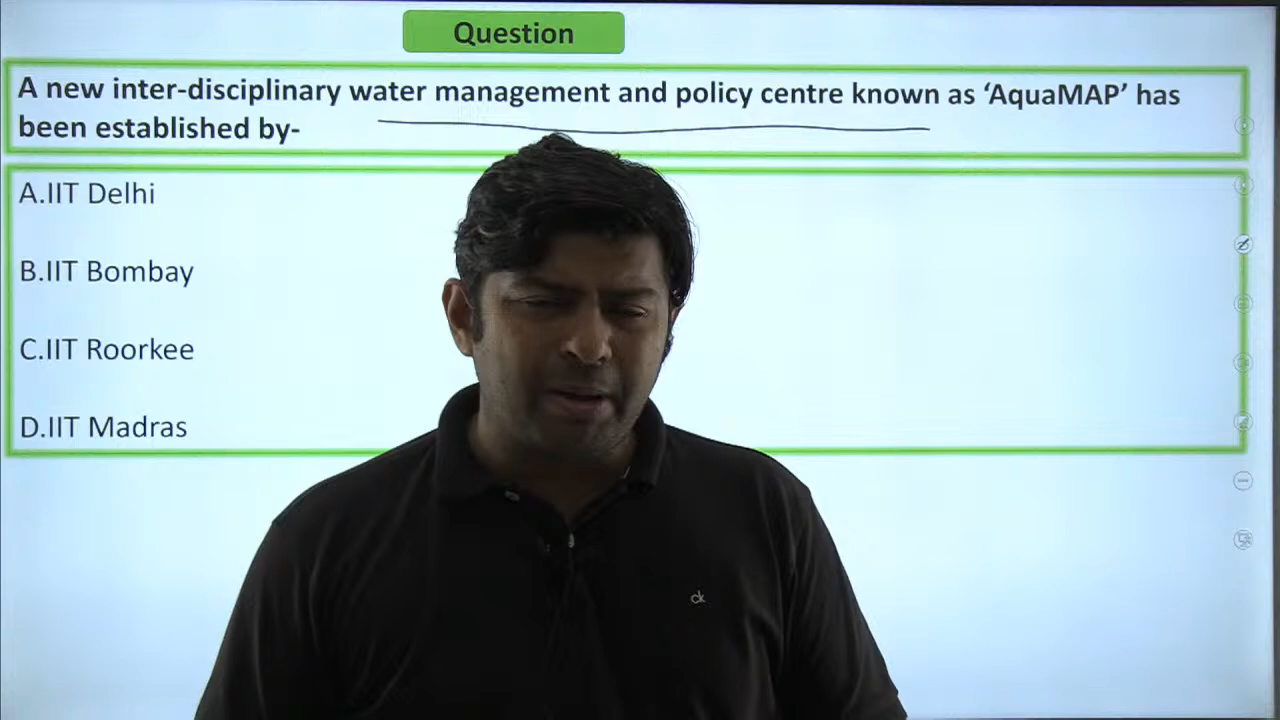 Question
A new inter-disciplinary water management and policy centre known as ‘AquaMAP’ has
been established by-
A.IIT Delhi
B.IIT Bombay
C.IIT Roorkee
D.IIT Madras
ck